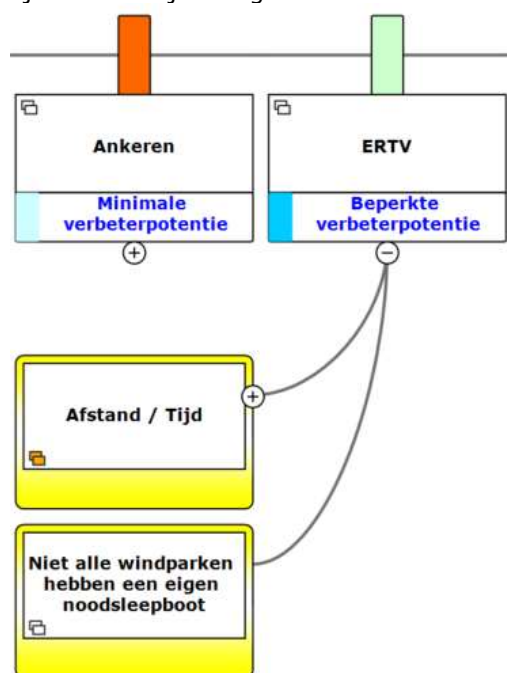 Ankeren
ERTV
Minimale
verbeterpotentie
Beperkte
verbeterpotentie
Afstand / Tijd
Niet alle windparken
hebben een eigen
noodsleepboot